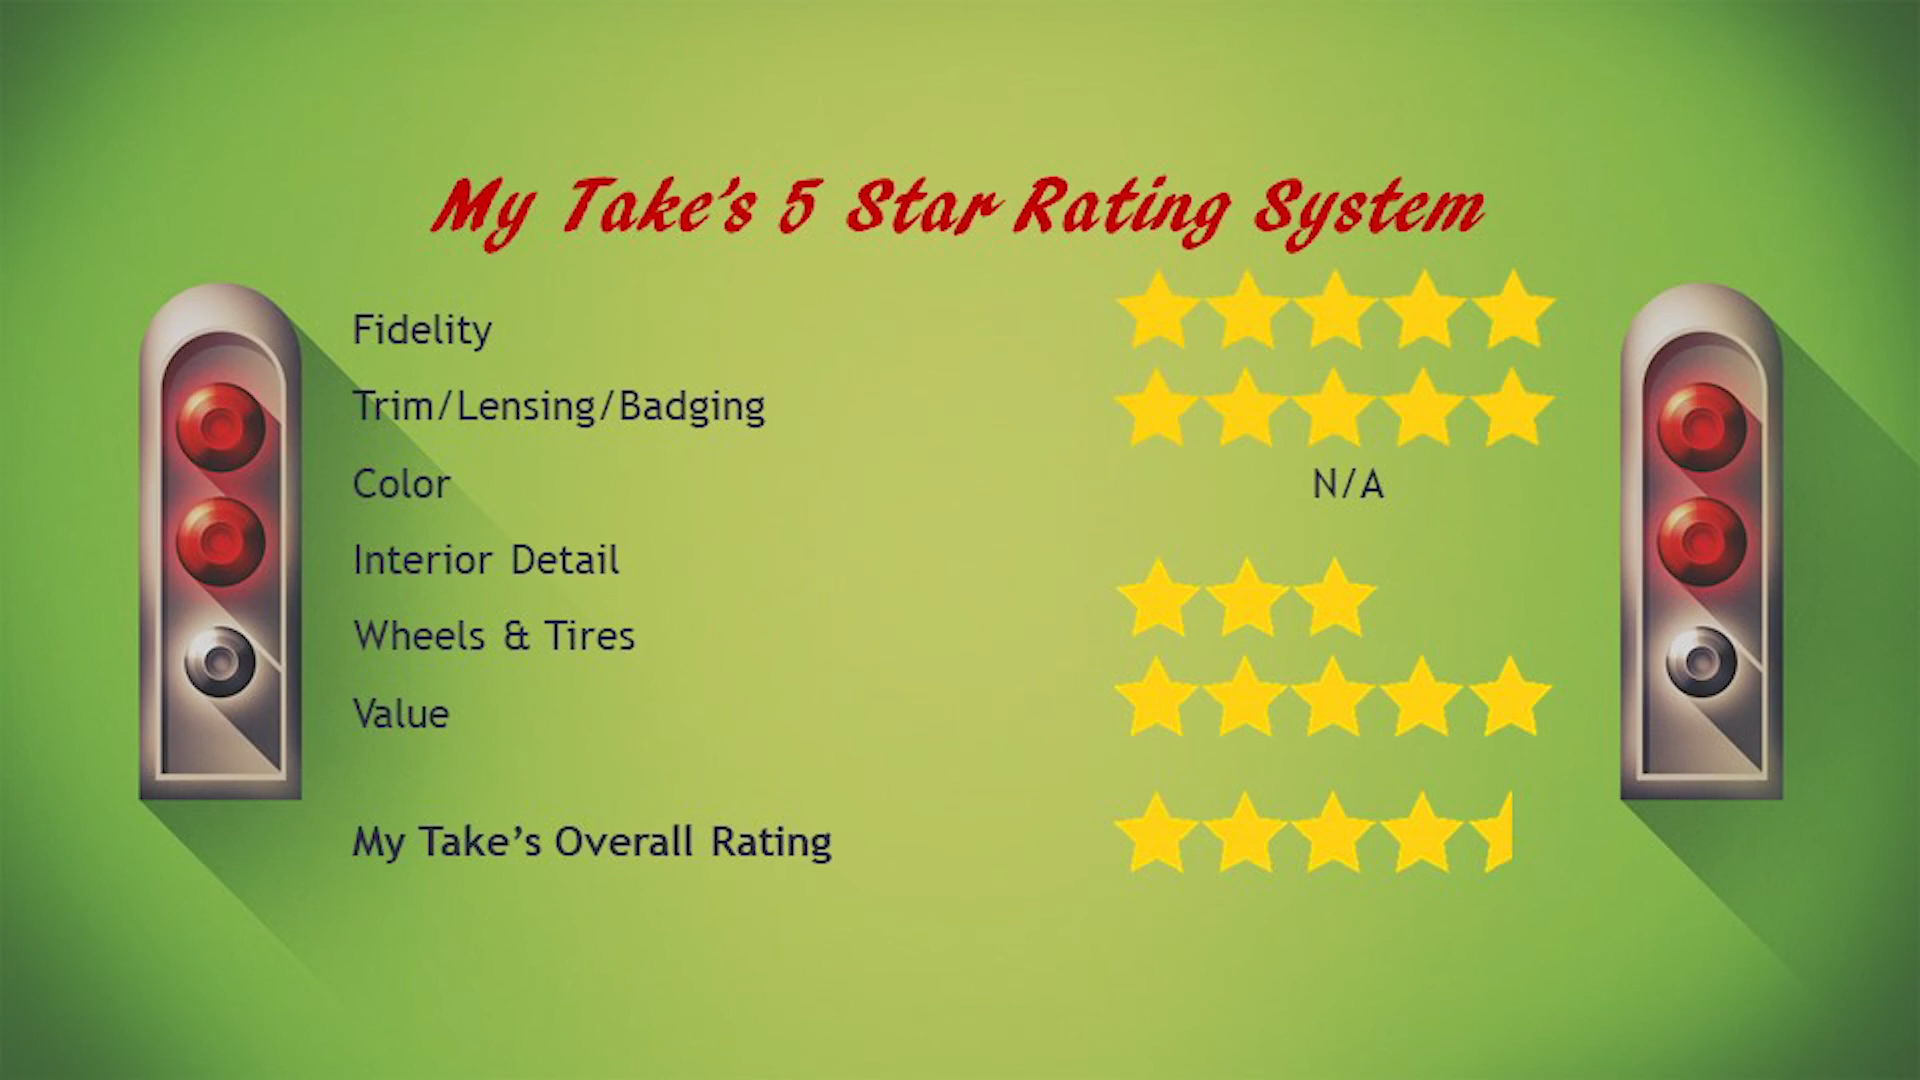 My Take's 5 Star Rating System
Fidelity
Trim/Lensing/Badging
Color N/A
Interior Detail
Wheels & Tires
Value
My Take’s Overall Rating